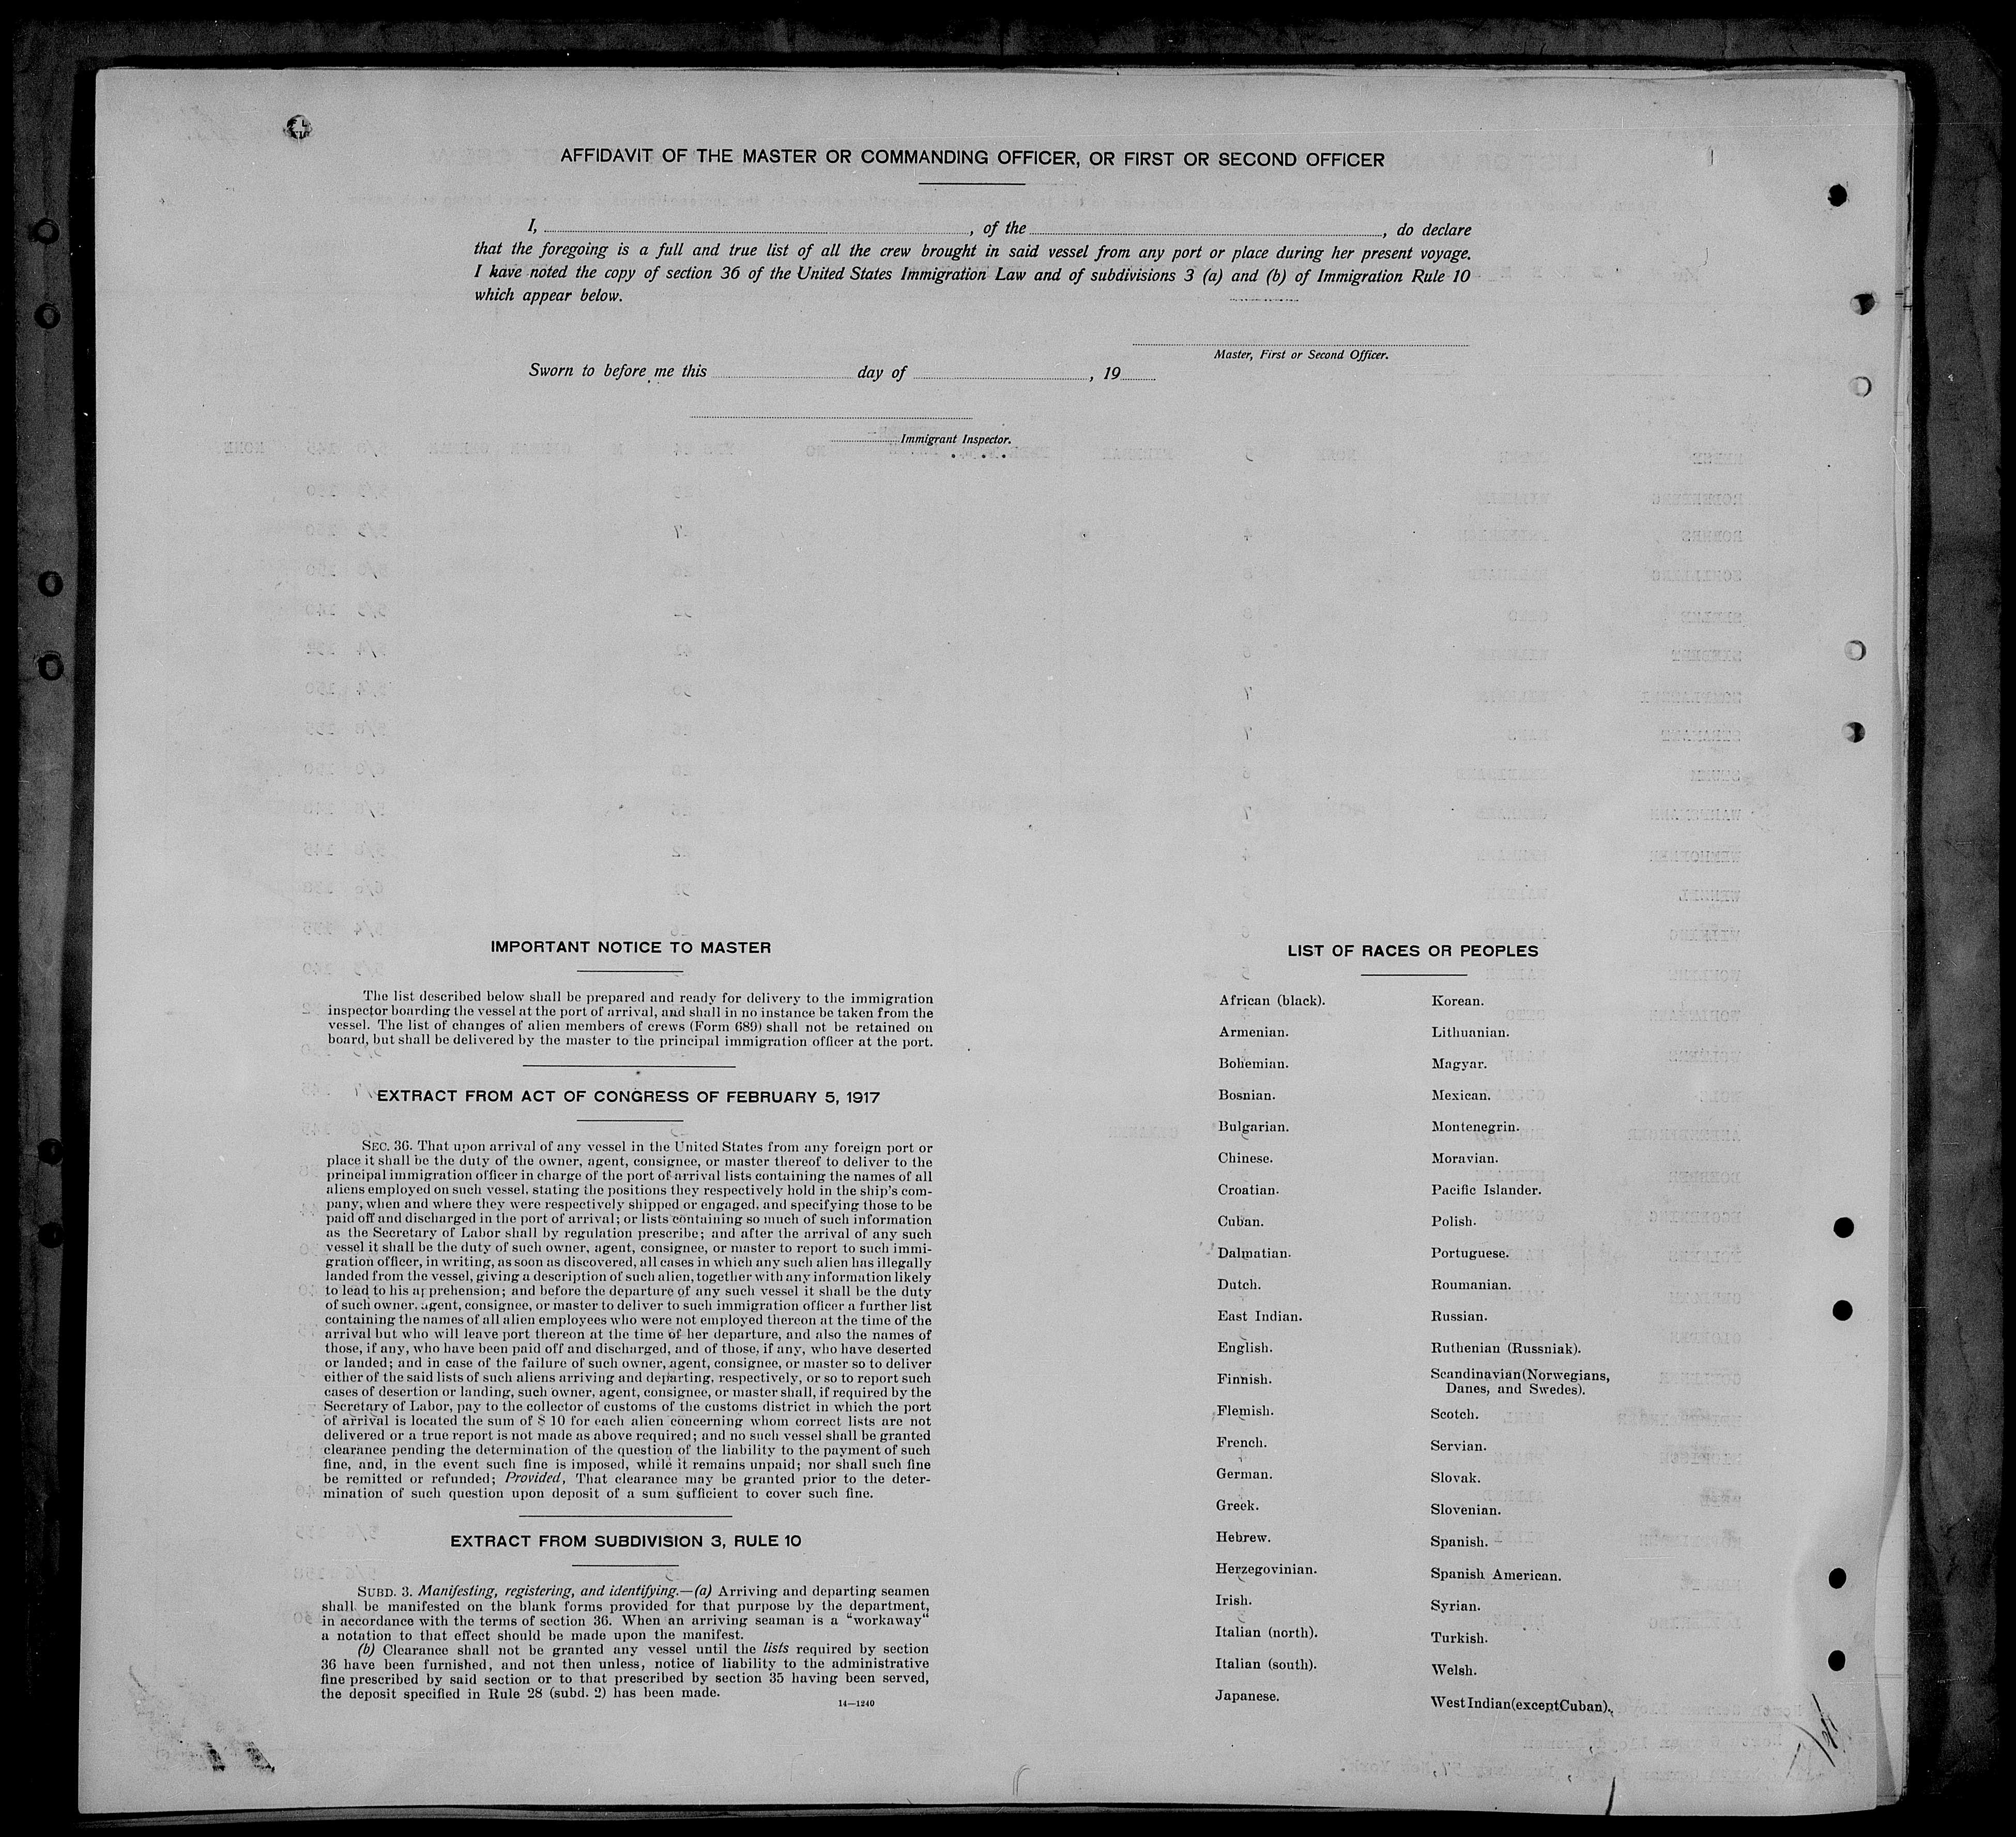 AFFIDAVIT OF THE MASTER OR COMMANDING OFFICER, OR FIRST OR SECOND OFFICER
I, , of the , do declare
that the foregoing is a full and true list of all the crew brought in said vessel from any port or place during her present voyage.
I have noted the copy of section 36 of the United States Immigration Law and of subdivisions 3 (a) and (b) of Immigration Rule 10
which appear below.
Master, First or Second Officer.
Sworn to before me this day of , 19
Immigrant Inspector.
IMPORTANT NOTICE TO MASTER
The list described below shall be prepared and ready for delivery to the immigration
inspector boarding the vessel at the port of arrival, and shall in no instance be taken from the
vessel. The list of changes of alien members of crews (Form 689) shall not be retained on
board, but shall be delivered by the master to the principal immigration officer at the port.
EXTRACT FROM ACT OF CONGRESS OF FEBRUARY 5, 1917
SEC. 36. That upon arrival of any vessel in the United States from any foreign port or
place it shall be the duty of the owner, agent, consignee, or master thereof to deliver to the
principal immigration officer in charge of the port of arrival lists containing the names of all
aliens employed on such vessel, stating the positions they respectively hold in the ship's com-
pany, when and where they were respectively shipped or engaged, and specifying those to be
paid off and discharged in the port of arrival; or lists containing so much of such information
as the Secretary of Labor shall by regulation prescribe; and after the arrival of any such
vessel it shall be the duty of such owner, agent, consignee, or master to report to such immi-
gration officer, in writing, as soon as discovered, all cases in which any such alien has illegally
landed from the vessel, giving a description of such alien, together with any information likely
to lead to his apprehension; and before the departure of any such vessel it shall be the duty
of such owner, agent, consignee, or master to deliver to such immigration officer a further list
containing the names of all alien employees who were not employed thereon at the time of the
arrival but who will leave port thereon at the time of her departure, and also the names of
those, if any, who have been paid off and discharged, and of those, if any, who have deserted
or landed; and in case of the failure of such owner, agent, consignee, or master so to deliver
either of the said lists of such aliens arriving and departing, respectively, or so to report such
cases of desertion or landing, such owner, agent, consignee, or master shall, if required by the
Secretary of Labor, pay to the collector of customs of the customs district in which the port
of arrival is located the sum of $ 10 for each alien concerning whom correct lists are not
delivered or a true report is not made as above required; and no such vessel shall be granted
clearance pending the determination of the question of the liability to the payment of such
fine, and, in the event such fine is imposed, while it remains unpaid; nor shall such fine
be remitted or refunded; Provided, That clearance may be granted prior to the deter-
mination of such question upon deposit of a sum sufficient to cover such fine.
EXTRACT FROM SUBDIVISION 3, RULE 10
SUBD. 3. Manifesting, registering, and identifying.—(a) Arriving and departing seamen
shall be manifested on the blank forms provided for that purpose by the department,
in accordance with the terms of section 36. When an arriving seaman is a “workaway“
a notation to that effect should be made upon the manifest.
(b) Clearance shall not be granted any vessel until the lists required by section
36 have been furnished, and not then unless, notice of liability to the administrative
fine prescribed by said section or to that prescribed by section 35 having been served,
the deposit specified in Rule 28 (subd. 2) has been made.
14—1240
LIST OF RACES OR PEOPLES
African (black).
Armenian.
Bohemian.
Bosnian.
Bulgarian.
Chinese.
Croatian.
Cuban.
Dalmatian.
Dutch.
East Indian.
English.
Finnish.
Flemish.
French.
German.
Greek.
Hebrew.
Herzegovinian.
Irish.
Italian (north).
Italian (south).
Japanese.
Korean.
Lithuanian.
Magyar.
Mexican.
Montenegrin.
Moravian.
Pacific Islander.
Polish.
Portuguese.
Roumanian.
Russian.
Ruthenian (Russniak).
Scandinavian (Norwegians,
Danes, and Swedes).
Scotch.
Servian.
Slovak.
Slovenian.
Spanish.
Spanish American.
Syrian.
Turkish.
Welsh.
West Indian (except Cuban).